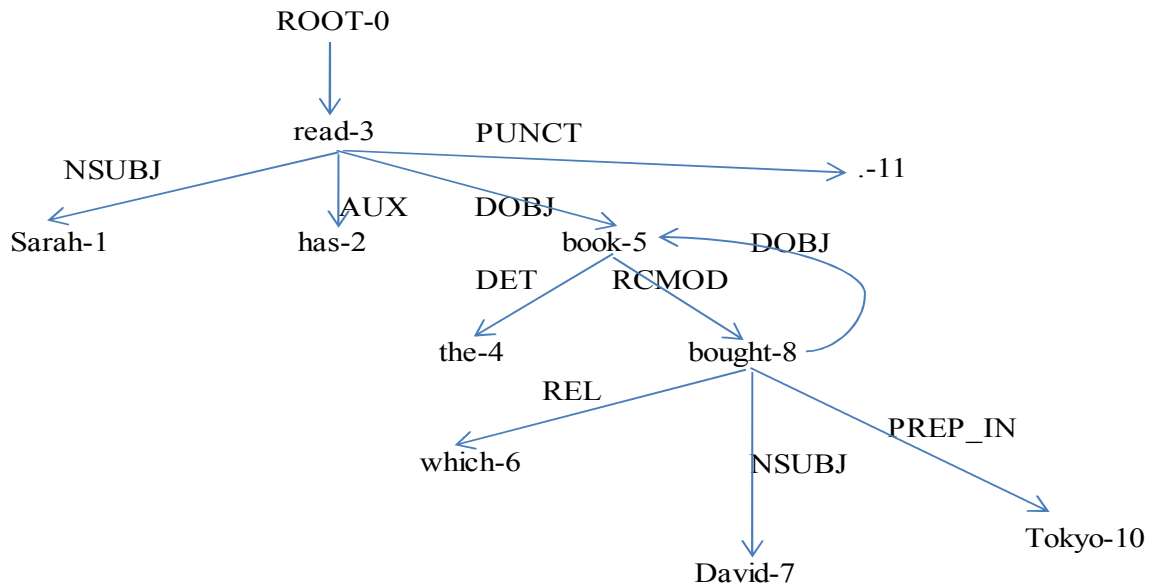 ROOT-0
read-3
PUNCT
NSUBJ
.-11
AUX
DOBJ
Sarah-1
has-2
book-5
DOBJ
DET
RCMOD
the-4
bought-8
REL
PREP_IN
which-6
NSUBJ
Tokyo-10
David-7